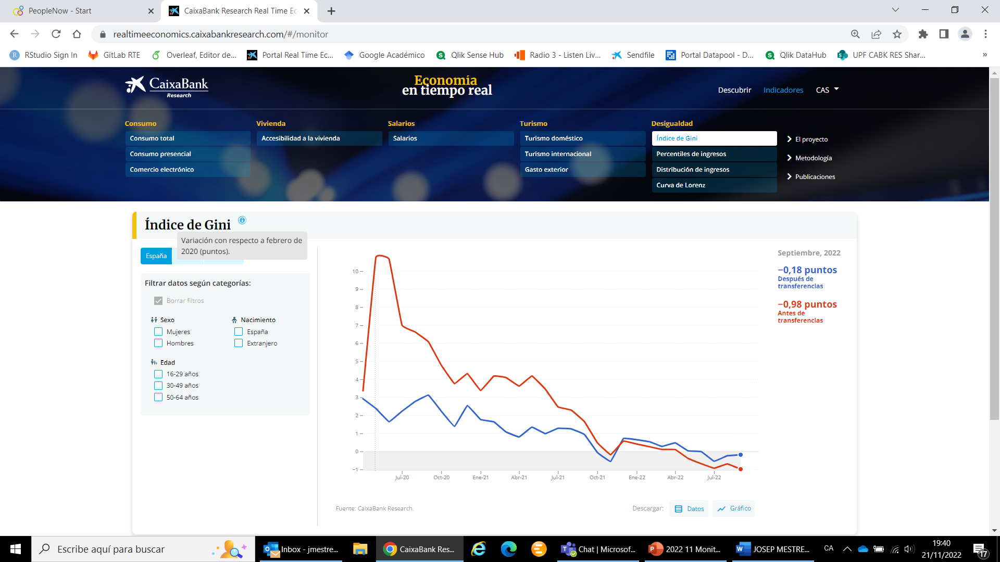 PeopleNow - Start
CaixaBank Research Real Time Ec
realtimeeconomics.caixabankresearch.com/#/monitor
RStudio Sign In
GitLab RTE
Overleaf, Editor de...
Portal Real Time Ec...
Google Académico
Qlik Sense Hub
Radio 3 - Listen Liv...
Sendfile
Portal Datapool - D...
Qlik DataHub
UPF CABK RES Shar...
»
CaixaBank
Research
Economía
en tiempo real
Descubrir
Indicadores
CAS
Consumo
Consumo total
Consumo presencial
Comercio electrónico
Vivienda
Accesibilidad a la vivienda
Salarios
Salarios
Turismo
Turismo doméstico
Turismo internacional
Gasto exterior
Desigualdad
Índice de Gini
Percentiles de ingresos
Distribución de ingresos
Curva de Lorenz
El proyecto
Metodología
Publicaciones
Índice de Gini
Variación con respecto a febrero de
2020 (puntos).
España
Filtrar datos según categorías:
Borrar filtros
Sexo
Mujeres
Hombres
Nacimiento
España
Extranjero
Edad
16-29 años
30-49 años
50-64 años
10
9
8
7
6
5
4
3
2
1
0
−1
Jul-20
Oct-20
Ene-21
Abr-21
Jul-21
Oct-21
Ene-22
Abr-22
Jul-22
Septiembre, 2022
−0,18 puntos
Después de
transferencias
−0,98 puntos
Antes de
transferencias
Fuente: CaixaBank Research.
Descargar:
Datos
Gráfico
Escribe aquí para buscar
Inbox - jmestre...
CaixaBank Res...
Chat | Microsof...
2022 11 Monit...
JOSEP MESTRE...
CA
19:40
21/11/2022
17